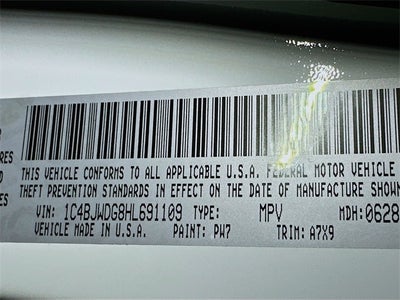 THIS VEHICLE CONFORMS TO ALL APPLICABLE U.S.A. FEDERAL MOTOR VEHICLE
RES
THEFT PREVENTION STANDARDS IN EFFECT ON THE DATE OF MANUFACTURE SHOWN
VIN: 1C4BJWDG8HL691109 TYPE: MPV MDH: 0628
VEHICLE MADE IN U.S.A. PAINT: PW7 TRIM: A7X9